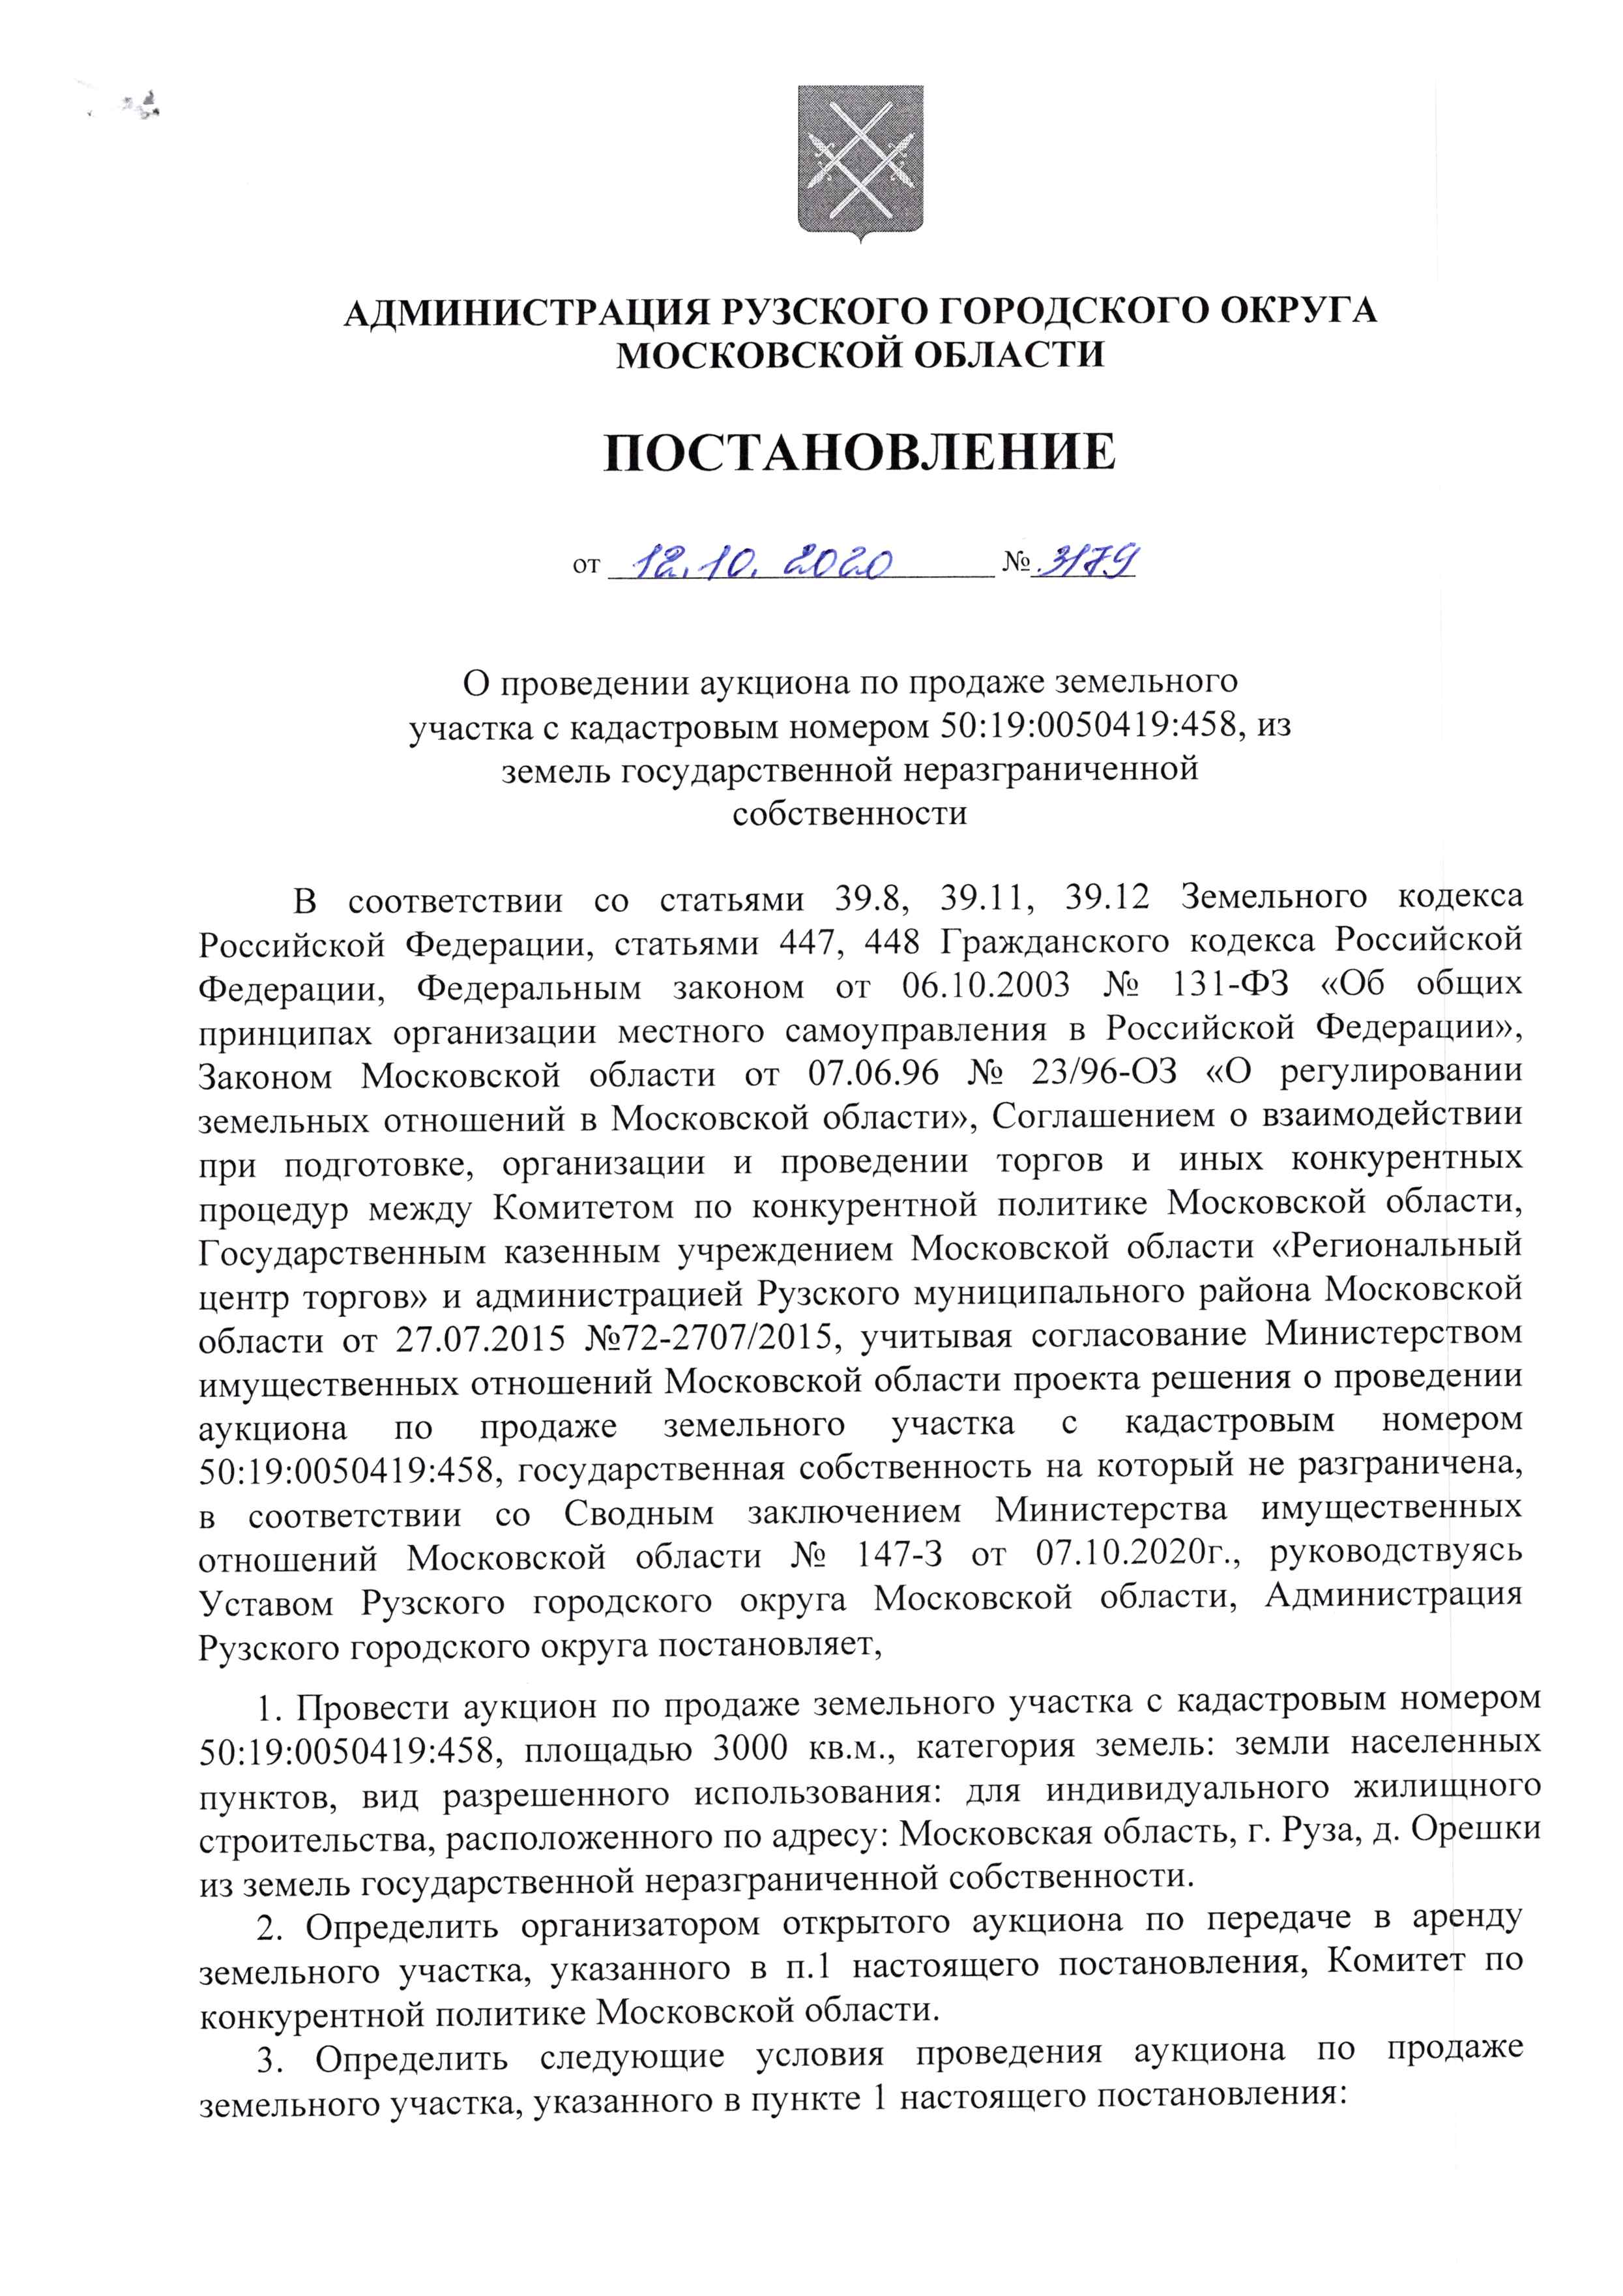 АДМИНИСТРАЦИЯ РУЗСКОГО ГОРОДСКОГО ОКРУГА
МОСКОВСКОЙ ОБЛАСТИ
ПОСТАНОВЛЕНИЕ
от 12.10.2020 № 3179
О проведении аукциона по продаже земельного
участка с кадастровым номером 50:19:0050419:458, из
земель государственной неразграниченной
собственности
В соответствии со статьями 39.8, 39.11, 39.12 Земельного кодекса
Российской Федерации, статьями 447, 448 Гражданского кодекса Российской
Федерации, Федеральным законом от 06.10.2003 № 131-ФЗ «Об общих
принципах организации местного самоуправления в Российской Федерации»,
Законом Московской области от 07.06.96 № 23/96-ОЗ «О регулировании
земельных отношений в Московской области», Соглашением о взаимодействии
при подготовке, организации и проведении торгов и иных конкурентных
процедур между Комитетом по конкурентной политике Московской области,
Государственным казенным учреждением Московской области «Региональный
центр торгов» и администрацией Рузского муниципального района Московской
области от 27.07.2015 №72-2707/2015, учитывая согласование Министерством
имущественных отношений Московской области проекта решения о проведении
аукциона по продаже земельного участка с кадастровым номером
50:19:0050419:458, государственная собственность на который не разграничена,
в соответствии со Сводным заключением Министерства имущественных
отношений Московской области № 147-З от 07.10.2020г., руководствуясь
Уставом Рузского городского округа Московской области, Администрация
Рузского городского округа постановляет,
1. Провести аукцион по продаже земельного участка с кадастровым номером
50:19:0050419:458, площадью 3000 кв.м., категория земель: земли населенных
пунктов, вид разрешенного использования: для индивидуального жилищного
строительства, расположенного по адресу: Московская область, г. Руза, д. Орешки
из земель государственной неразграниченной собственности.
2. Определить организатором открытого аукциона по передаче в аренду
земельного участка, указанного в п.1 настоящего постановления, Комитет по
конкурентной политике Московской области.
3. Определить следующие условия проведения аукциона по продаже
земельного участка, указанного в пункте 1 настоящего постановления: